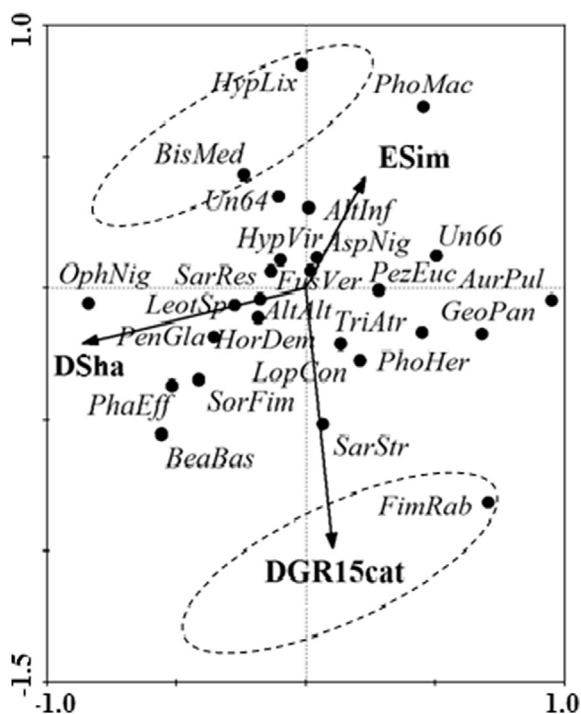 1.0
HypLix
PhoMac
BisMed
ESim
Un64
AltInf
HypVir
AspNig
Un66
OphNig
SarRes
FusVer
PezEuc
AurPul
LeotSp
AltAlt
GeoPan
PenGla
HorDem
TriAtr
DSha
LopCon
PhoHer
PhaEff
SorFim
BeaBas
SarStr
FimRab
DGR15cat
-1.5
-1.0
1.0